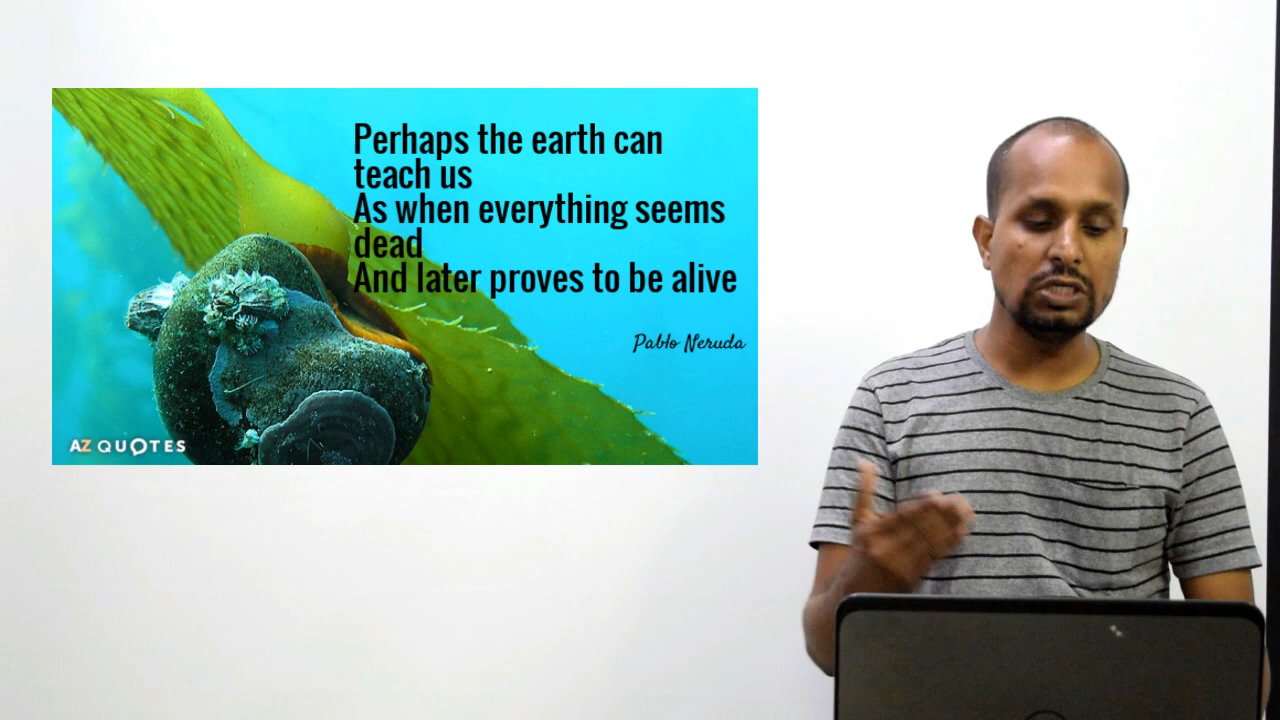 Perhaps the earth can
teach us
As when everything seems
dead
And later proves to be alive
Pablo Neruda
AZ QUOTES